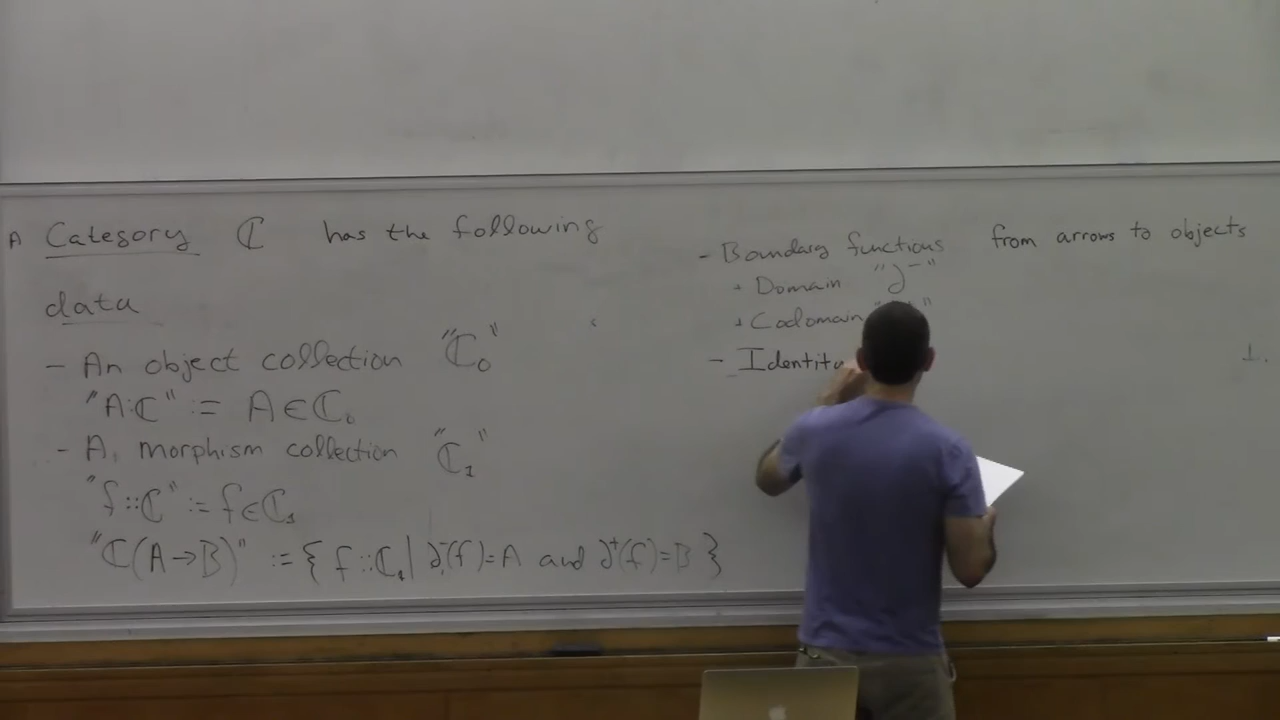 A Category ℂ has the following
data
- An object collection "ℂ₀"
"A:ℂ" := A∈ℂ₀
- A morphism collection "ℂ₁"
"f::ℂ" := f∈ℂ₁
"ℂ(A→B)" := { f::ℂ₁ | ∂⁻(f)=A and ∂⁺(f)=B }
- Boundary functions from arrows to objects
+ Domain "∂⁻"
+ Codomain
- Identit